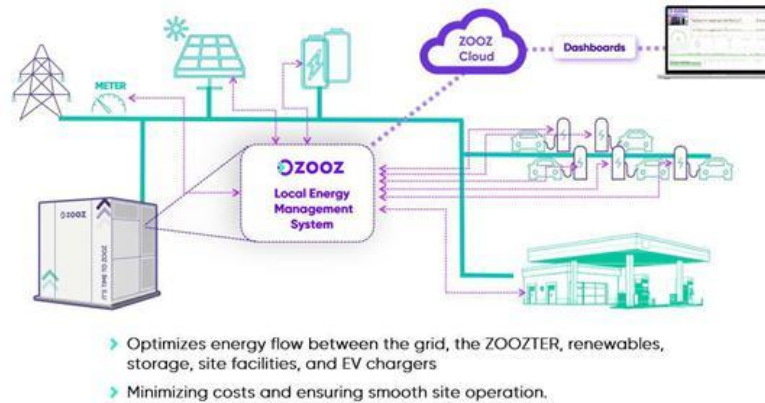 ZOOZ
Cloud
Dashboards
METER
ZOOZ
Local Energy
Management
System
ZOOZ
IT'S TIME TO ZOOZ
Optimizes energy flow between the grid, the ZOOZTER, renewables,
storage, site facilities, and EV chargers
Minimizing costs and ensuring smooth site operation.